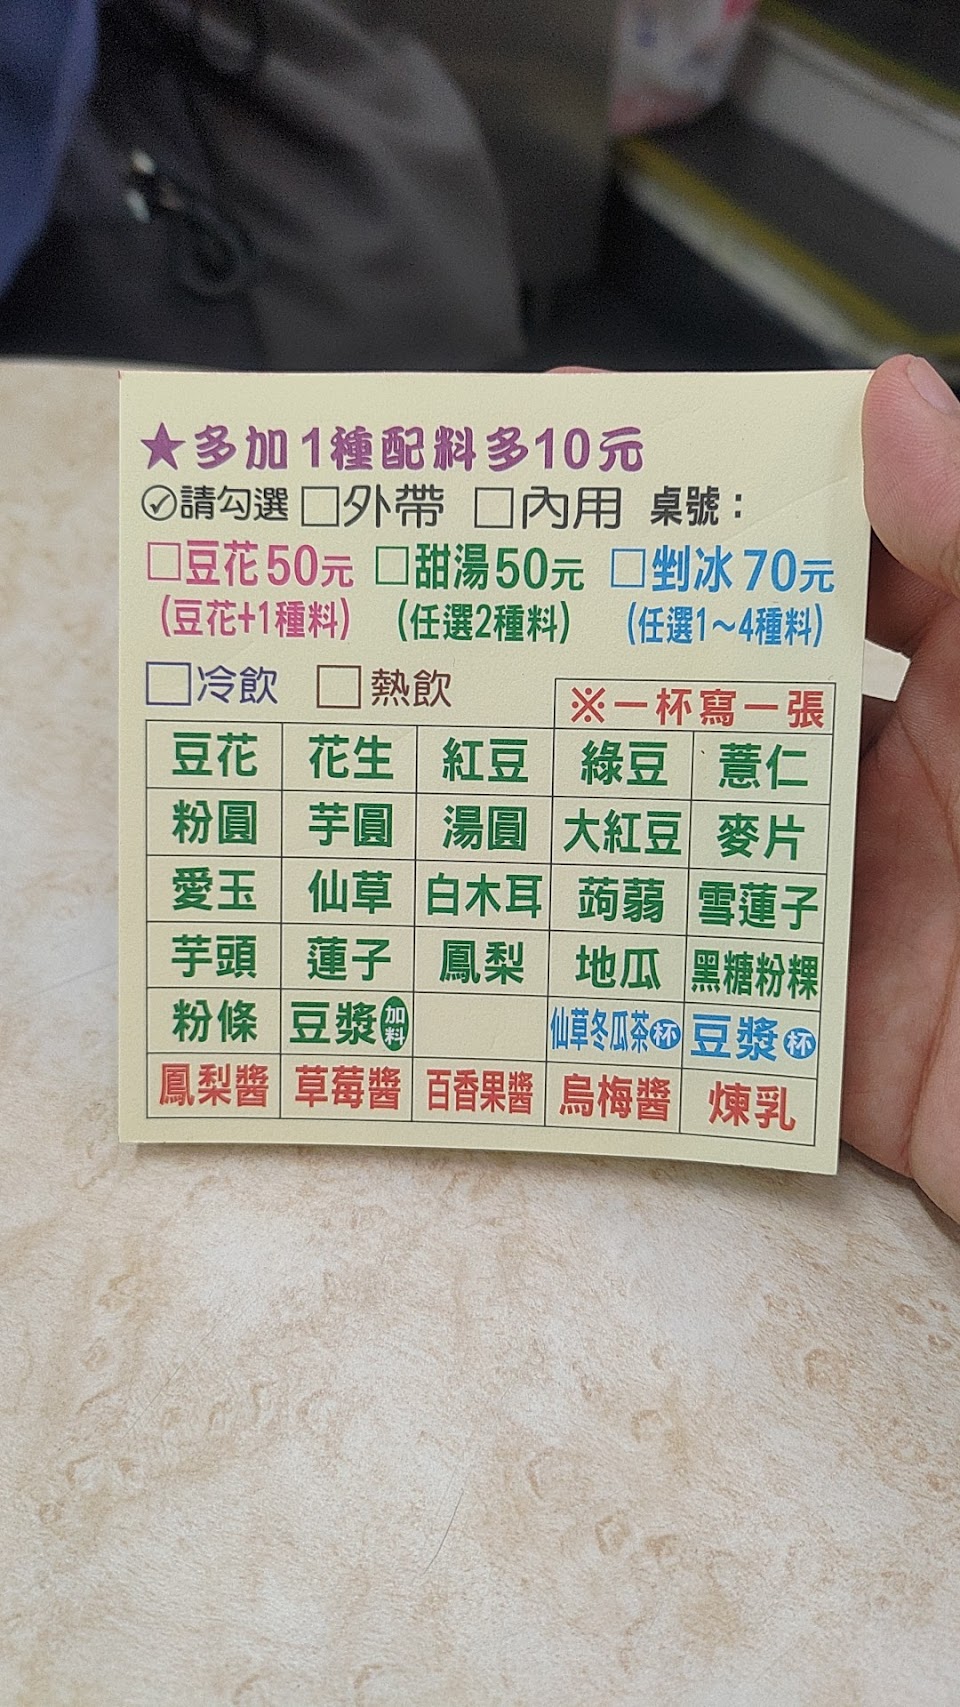 ★多加1種配料多10元
✓請勾選 □外帶 □內用 桌號：
□豆花50元 □甜湯50元 □剉冰70元
(豆花+1種料) (任選2種料) (任選1~4種料)
□冷飲 □熱飲 ※一杯寫一張
豆花 花生 紅豆 綠豆 薏仁
粉圓 芋圓 湯圓 大紅豆 麥片
愛玉 仙草 白木耳 蒟蒻 雪蓮子
芋頭 蓮子 鳳梨 地瓜 黑糖粉粿
粉條 豆漿加料 仙草冬瓜茶杯 豆漿杯
鳳梨醬 草莓醬 百香果醬 烏梅醬 煉乳